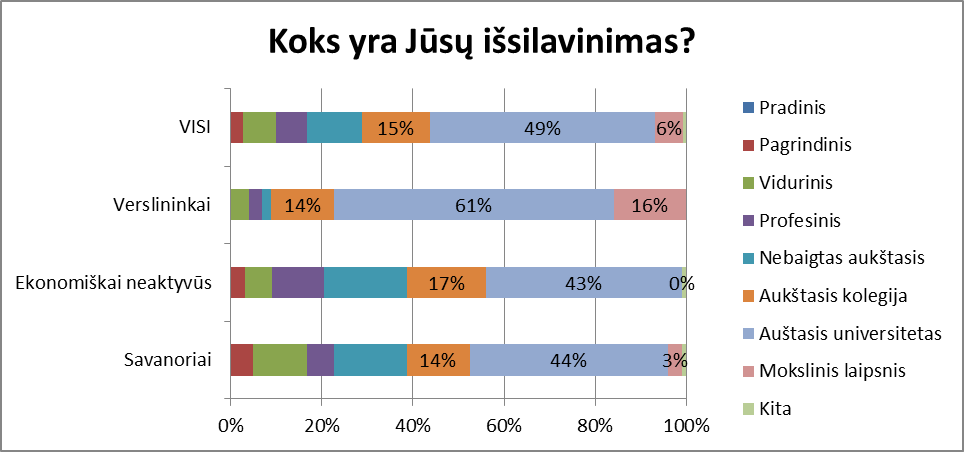 Koks yra Jūsų išsilavinimas?
VISI
15%
49%
6%
Verslininkai
14%
61%
16%
Ekonomiškai neaktyvūs
17%
43%
0%
Savanoriai
14%
44%
3%
0%
20%
40%
60%
80%
100%
Pradinis
Pagrindinis
Vidurinis
Profesinis
Nebaigtas aukštasis
Aukštasis kolegija
Auštasis universitetas
Mokslinis laipsnis
Kita